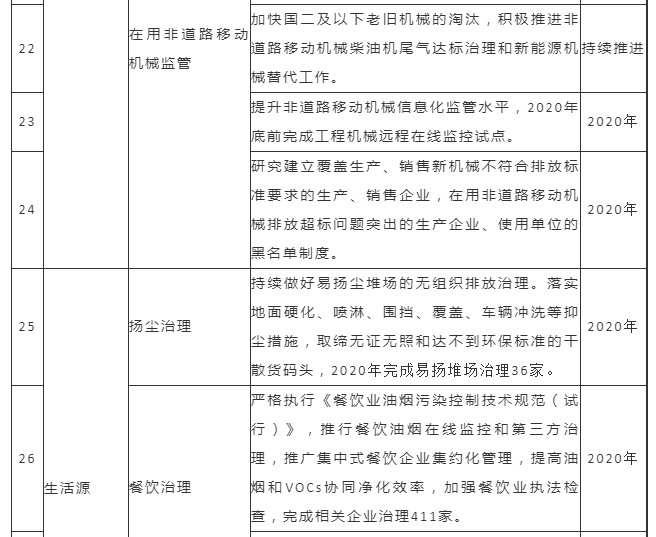 22
在用非道路移动
机械监管
加快国二及以下老旧机械的淘汰，积极推进非
道路移动机械柴油机尾气达标治理和新能源机
械替代工作。
持续推进
23
提升非道路移动机械信息化监管水平，2020年
底前完成工程机械远程在线监控试点。
2020年
24
研究建立覆盖生产、销售新机械不符合排放标
准要求的生产、销售企业，在用非道路移动机
械排放超标问题突出的生产企业、使用单位的
黑名单制度。
2020年
25
扬尘治理
持续做好易扬尘堆场的无组织排放治理。落实
地面硬化、喷淋、围挡、覆盖、车辆冲洗等抑
尘措施，取缔无证无照和达不到环保标准的干
散货码头，2020年完成易扬堆场治理36家。
2020年
26
生活源
餐饮治理
严格执行《餐饮业油烟污染控制技术规范（试
行）》，推行餐饮油烟在线监控和第三方治
理，推广集中式餐饮企业集约化管理，提高油
烟和VOCs协同净化效率，加强餐饮业执法检
查，完成相关企业治理411家。
2020年